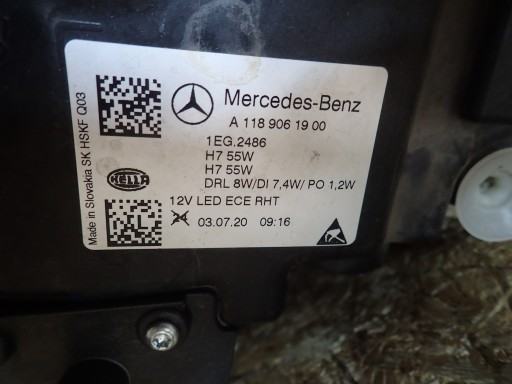 Mercedes-Benz
A 118 906 19 00
1EG.2486
H7 55W
H7 55W
DRL 8W/DI 7,4W/ PO 1,2W
12V LED ECE RHT
03.07.20 09:16
HELLA
Made in Slovakia SK HSKF Q03